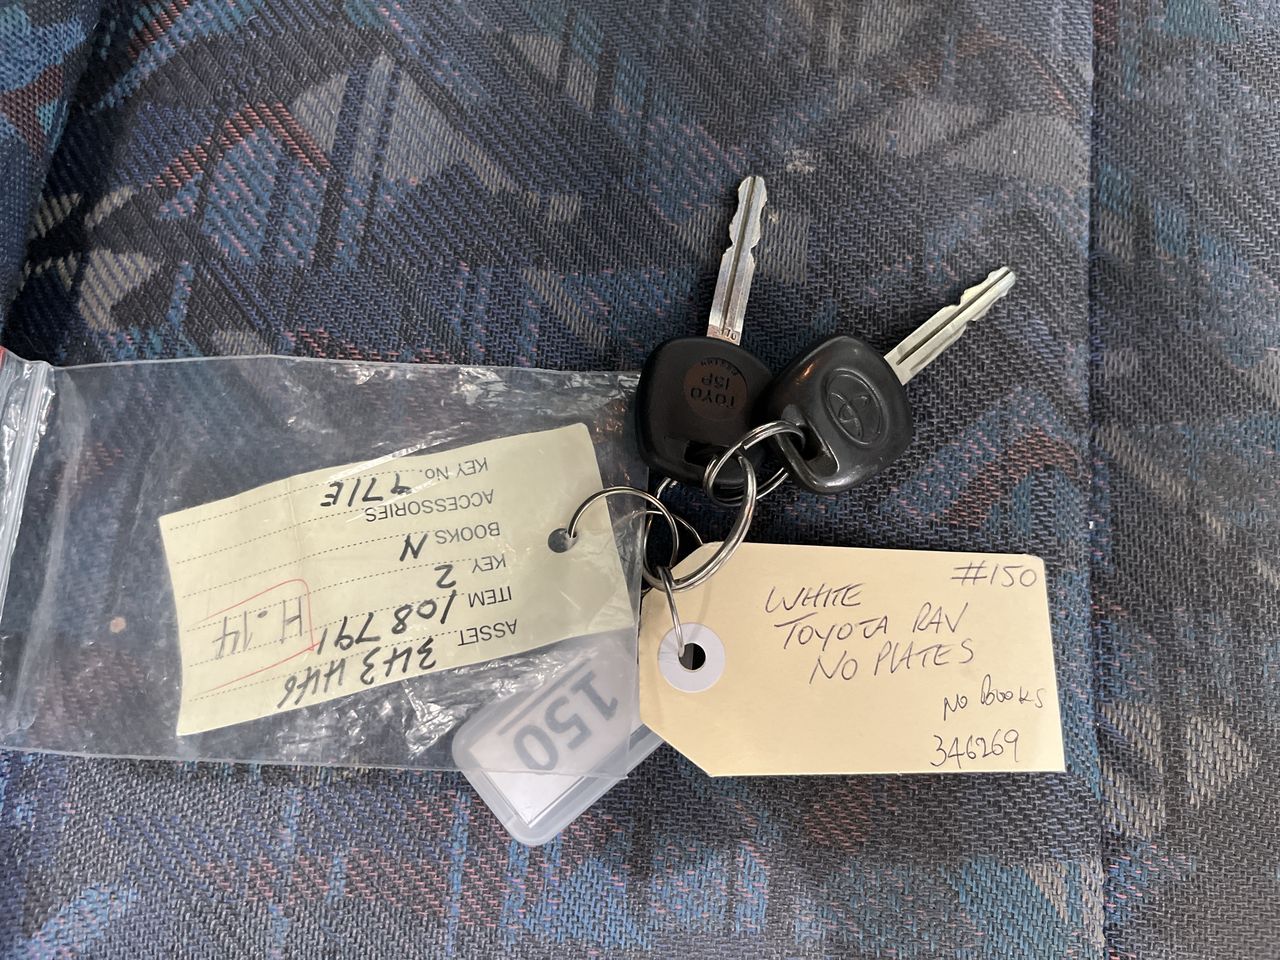 #150
WHITE
TOYOTA RAV
NO PLATES
NO BOOKS
346269
ASSET 343446
ITEM 108791
H-14
KEY 2
BOOKS N
ACCESSORIES
KEY No. 971E
150
TOYO
15P